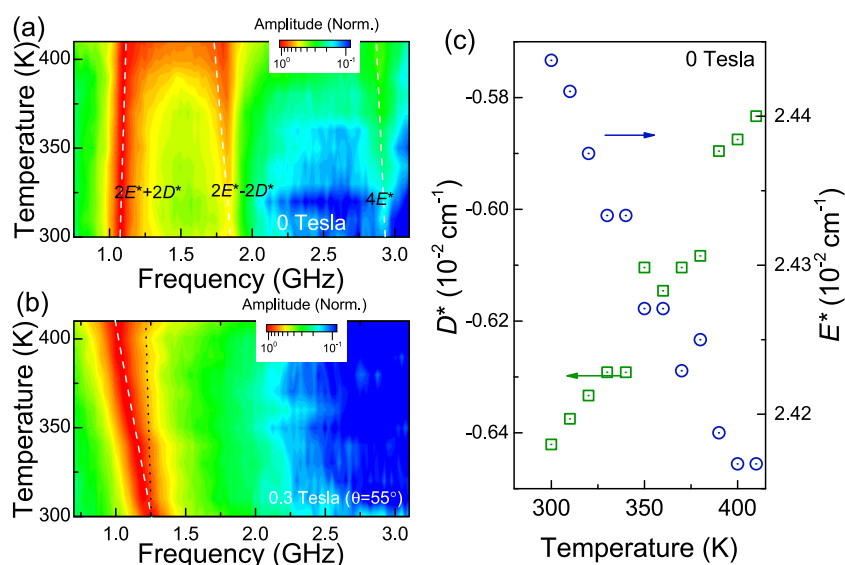 (a)
Amplitude (Norm.)
10⁰ 10⁻¹
Temperature (K)
400
350
300
2E*+2D* 2E*-2D* 4E*
0 Tesla
1.0 1.5 2.0 2.5 3.0
Frequency (GHz)
(b)
Amplitude (Norm.)
10⁰ 10⁻¹
Temperature (K)
400
350
300
0.3 Tesla (θ=55°)
1.0 1.5 2.0 2.5 3.0
Frequency (GHz)
(c)
0 Tesla
D* (10⁻² cm⁻¹)
-0.58
-0.60
-0.62
-0.64
2.44
2.43
2.42
E* (10⁻² cm⁻¹)
300 350 400
Temperature (K)